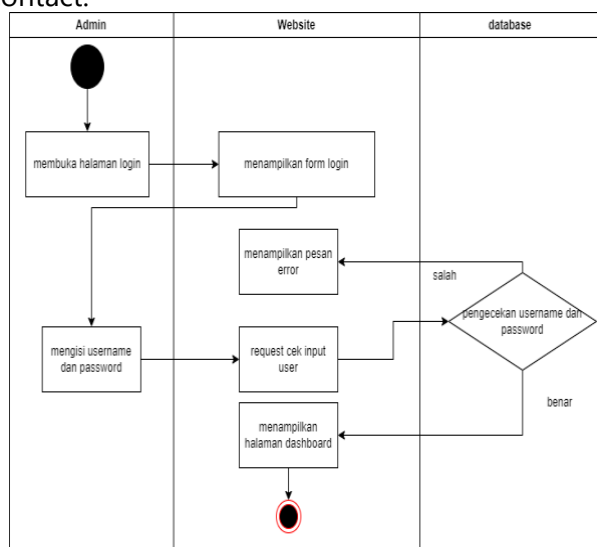 ontact.
Admin
Website
database
membuka halaman login
menampilkan form login
menampilkan pesan
error
salah
pengecekan username dan
password
mengisi username
dan password
request cek input
user
benar
menampilkan
halaman dashboard